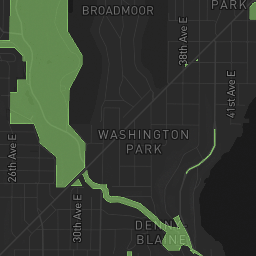 PARK
BROADMOOR
38th Ave E
41st Ave E
WASHINGTON
PARK
26th Ave E
30th Ave E
DENNY
BLAINE